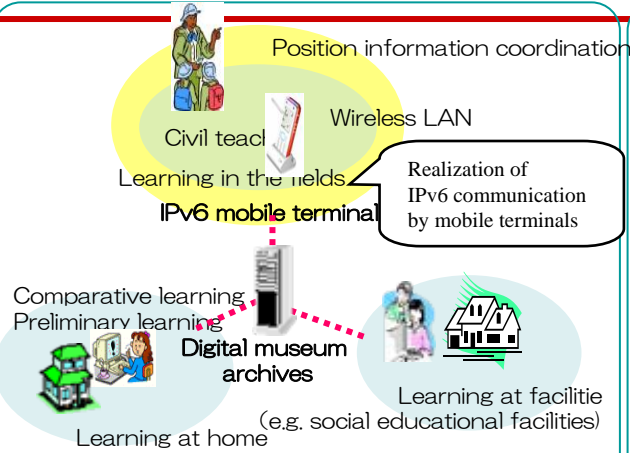 Position information coordination
Wireless LAN
Civil teach
Learning in the fields
IPv6 mobile terminal
Realization of
IPv6 communication
by mobile terminals
Comparative learning
Preliminary learning
Digital museum
archives
Learning at facilitie
(e.g. social educational facilities)
Learning at home